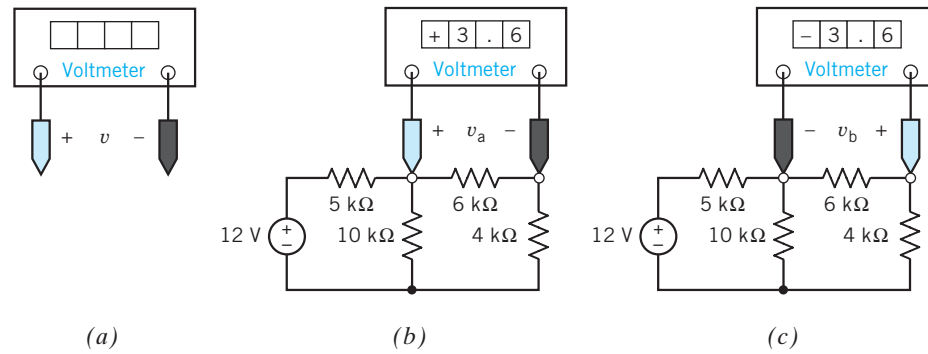 + 3 . 6
− 3 . 6
Voltmeter
Voltmeter
Voltmeter
+ v −
+ va −
− vb +
5 kΩ
6 kΩ
5 kΩ
6 kΩ
12 V
+
−
10 kΩ
4 kΩ
12 V
+
−
10 kΩ
4 kΩ
(a)
(b)
(c)